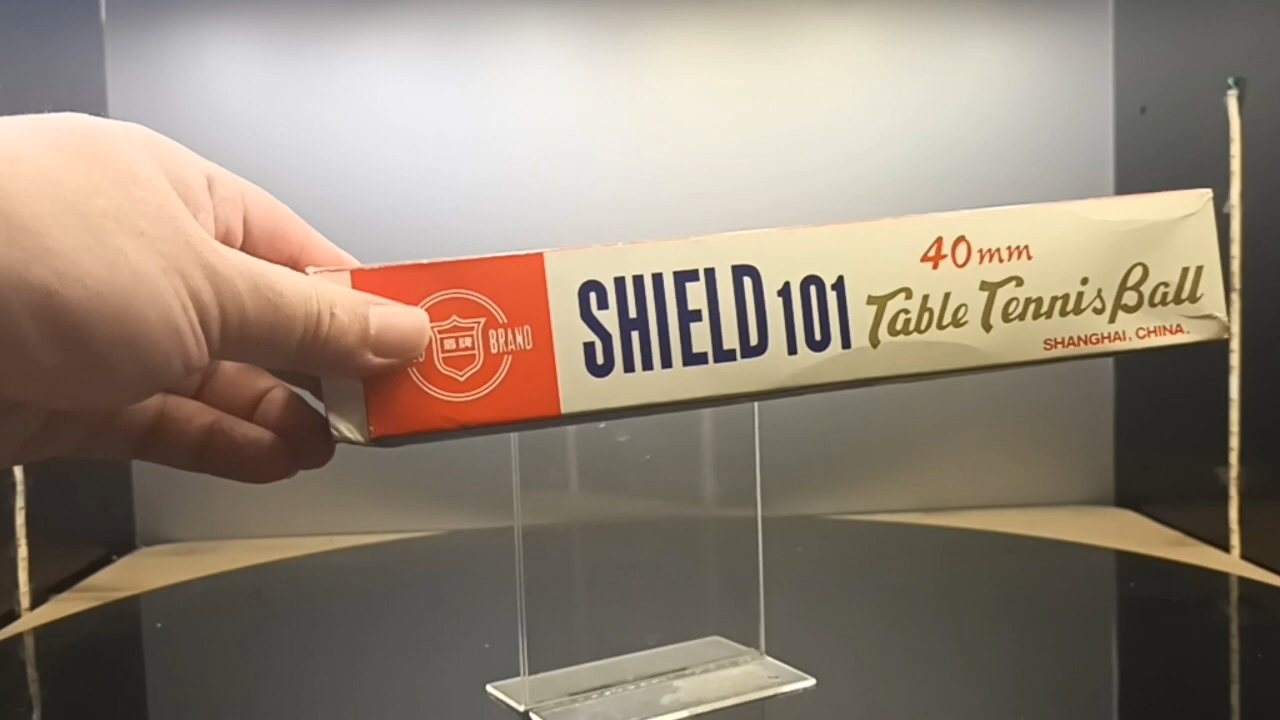 BRAND
SHIELD 101
40mm
Table Tennis Ball
SHANGHAI, CHINA.